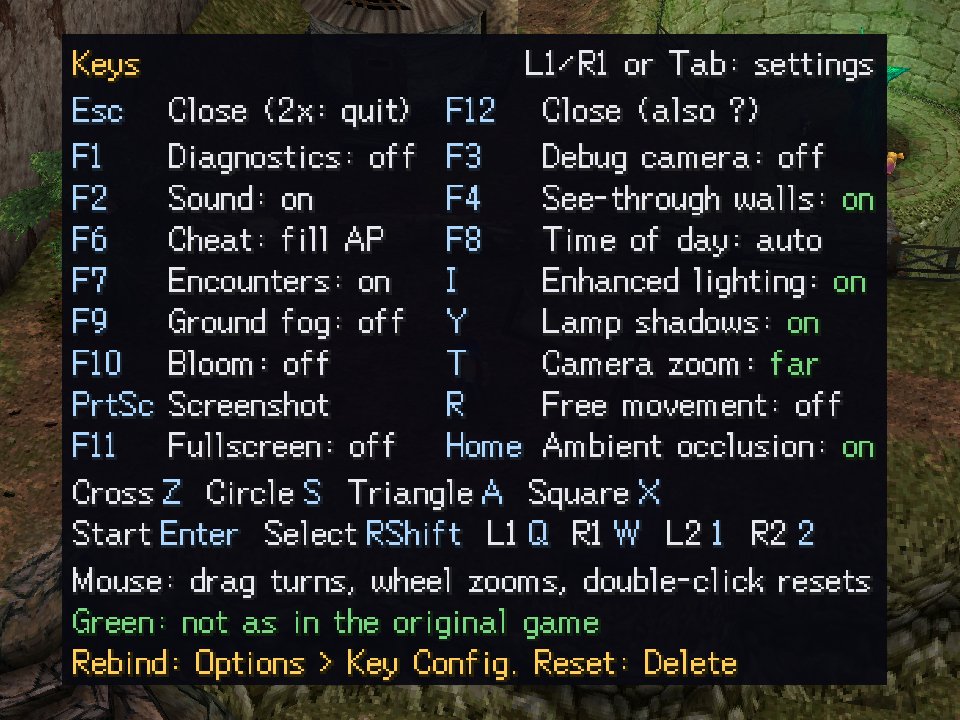 Keys L1/R1 or Tab: settings
Esc Close (2x: quit) F12 Close (also ?)
F1 Diagnostics: off F3 Debug camera: off
F2 Sound: on F4 See-through walls: on
F6 Cheat: fill AP F8 Time of day: auto
F7 Encounters: on I Enhanced lighting: on
F9 Ground fog: off Y Lamp shadows: on
F10 Bloom: off T Camera zoom: far
PrtSc Screenshot R Free movement: off
F11 Fullscreen: off Home Ambient occlusion: on
Cross Z Circle S Triangle A Square X
Start Enter Select RShift L1 Q R1 W L2 1 R2 2
Mouse: drag turns, wheel zooms, double-click resets
Green: not as in the original game
Rebind: Options > Key Config. Reset: Delete